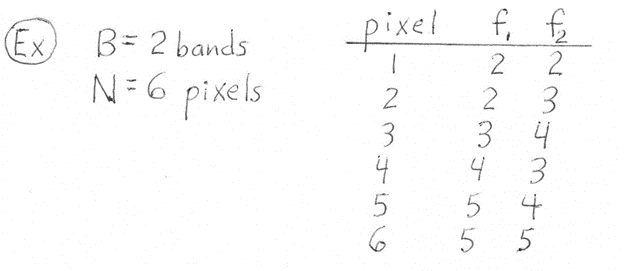 Ex B = 2 bands
N = 6 pixels
pixel f₁ f₂
1 2 2
2 2 3
3 3 4
4 4 3
5 5 4
6 5 5